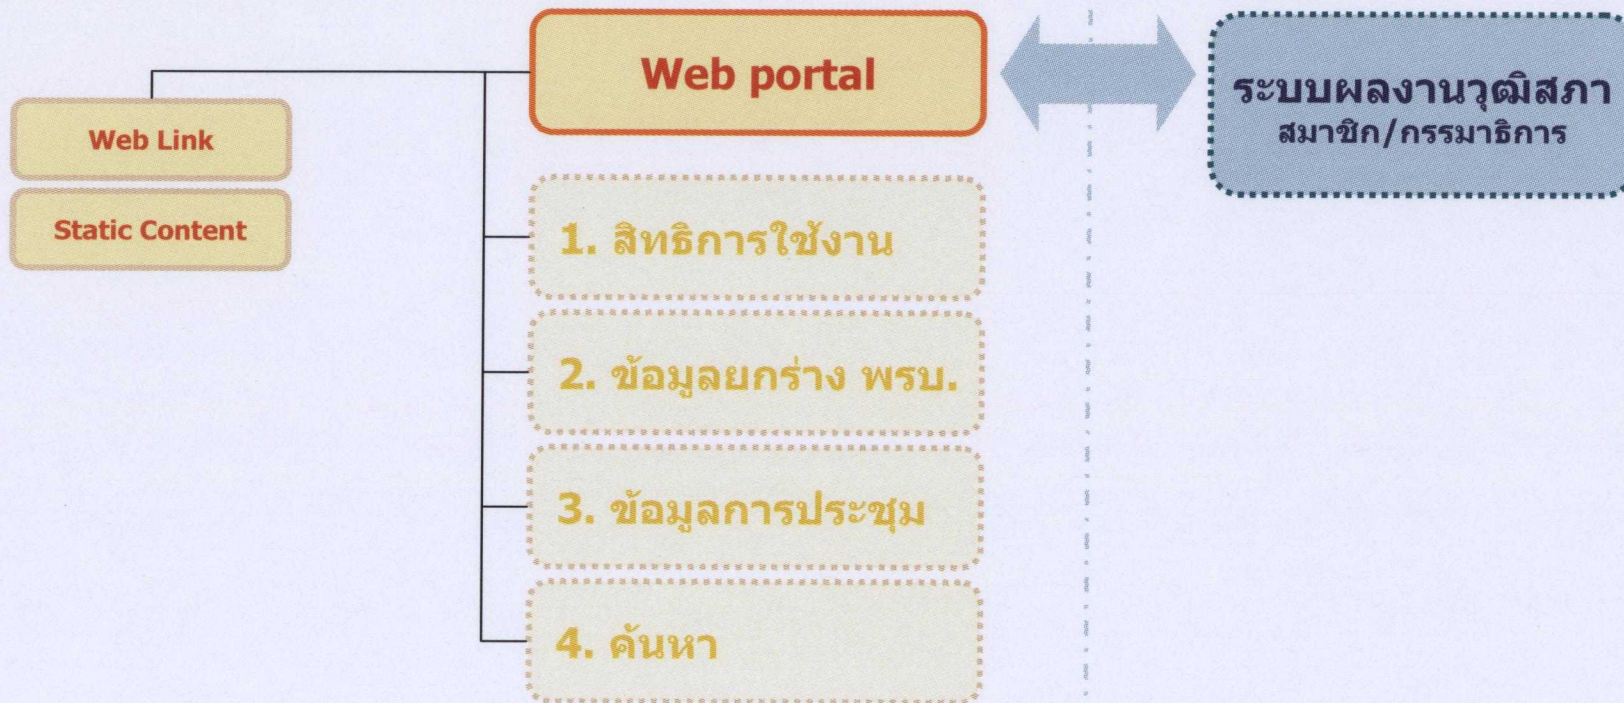 Web portal
ระบบผลงานวุฒิสภา
สมาชิก/กรรมาธิการ
Web Link
Static Content
1. สิทธิการใช้งาน
2. ข้อมูลยกร่าง พรบ.
3. ข้อมูลการประชุม
4. ค้นหา